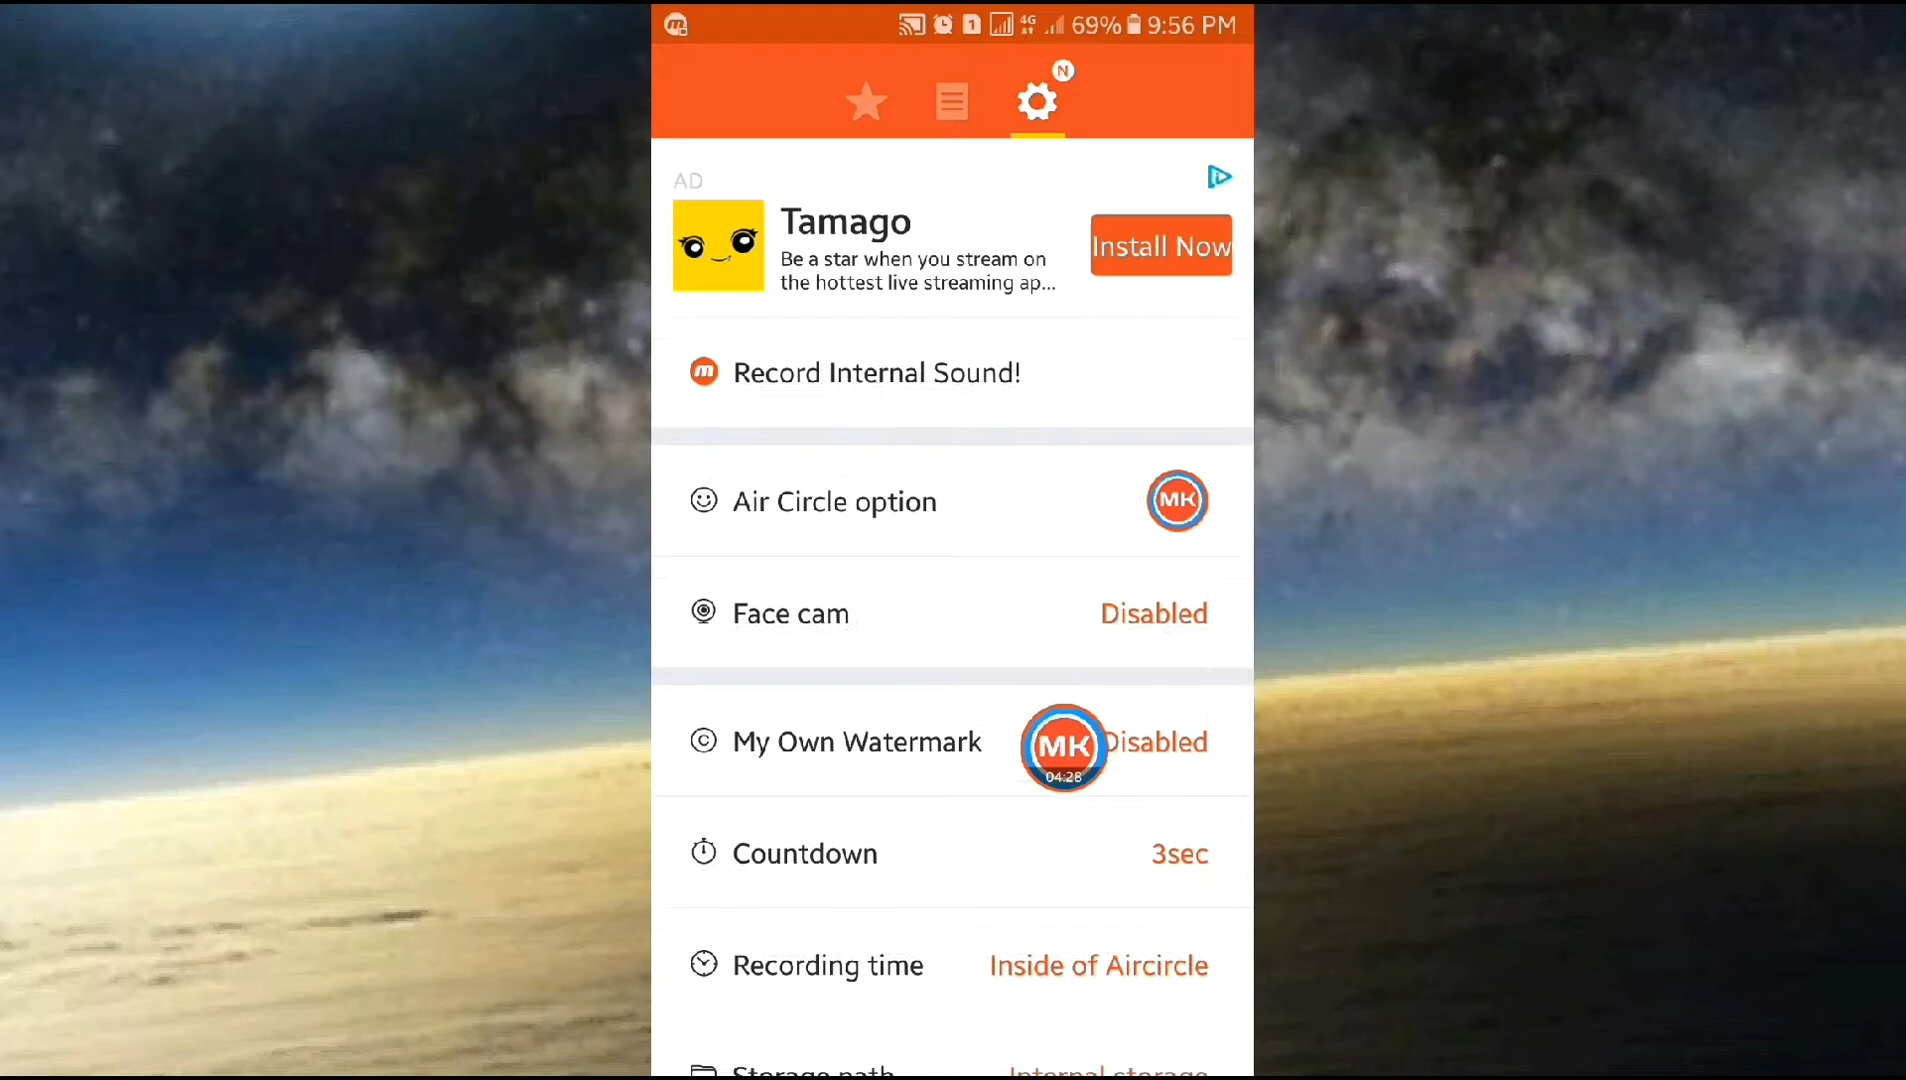 1 4G 69% 9:56 PM
N
AD
Tamago
Be a star when you stream on
the hottest live streaming ap...
Install Now
m Record Internal Sound!
Air Circle option MK
Face cam Disabled
My Own Watermark MK Disabled
04:28
Countdown 3sec
Recording time Inside of Aircircle
Storage path Internal storage